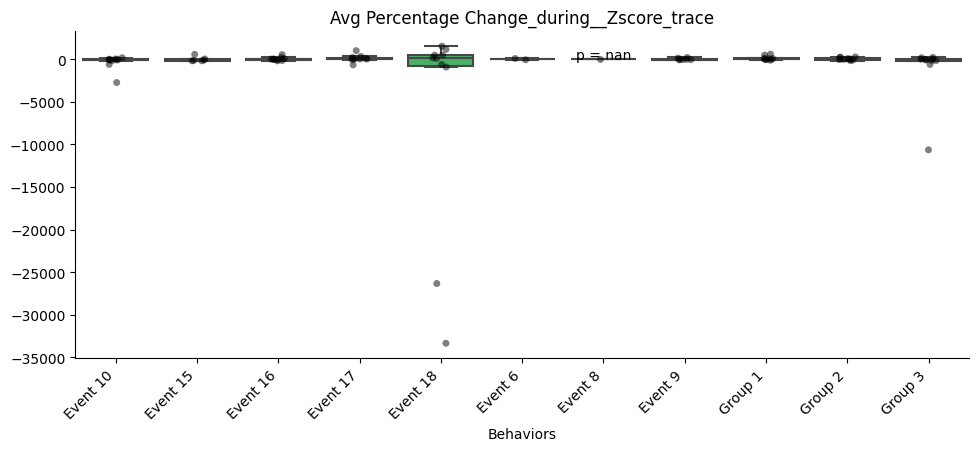 Avg Percentage Change_during__Zscore_trace
0
p = nan
−5000
−10000
−15000
−20000
−25000
−30000
−35000
Event 10
Event 15
Event 16
Event 17
Event 18
Event 6
Event 8
Event 9
Group 1
Group 2
Group 3
Behaviors